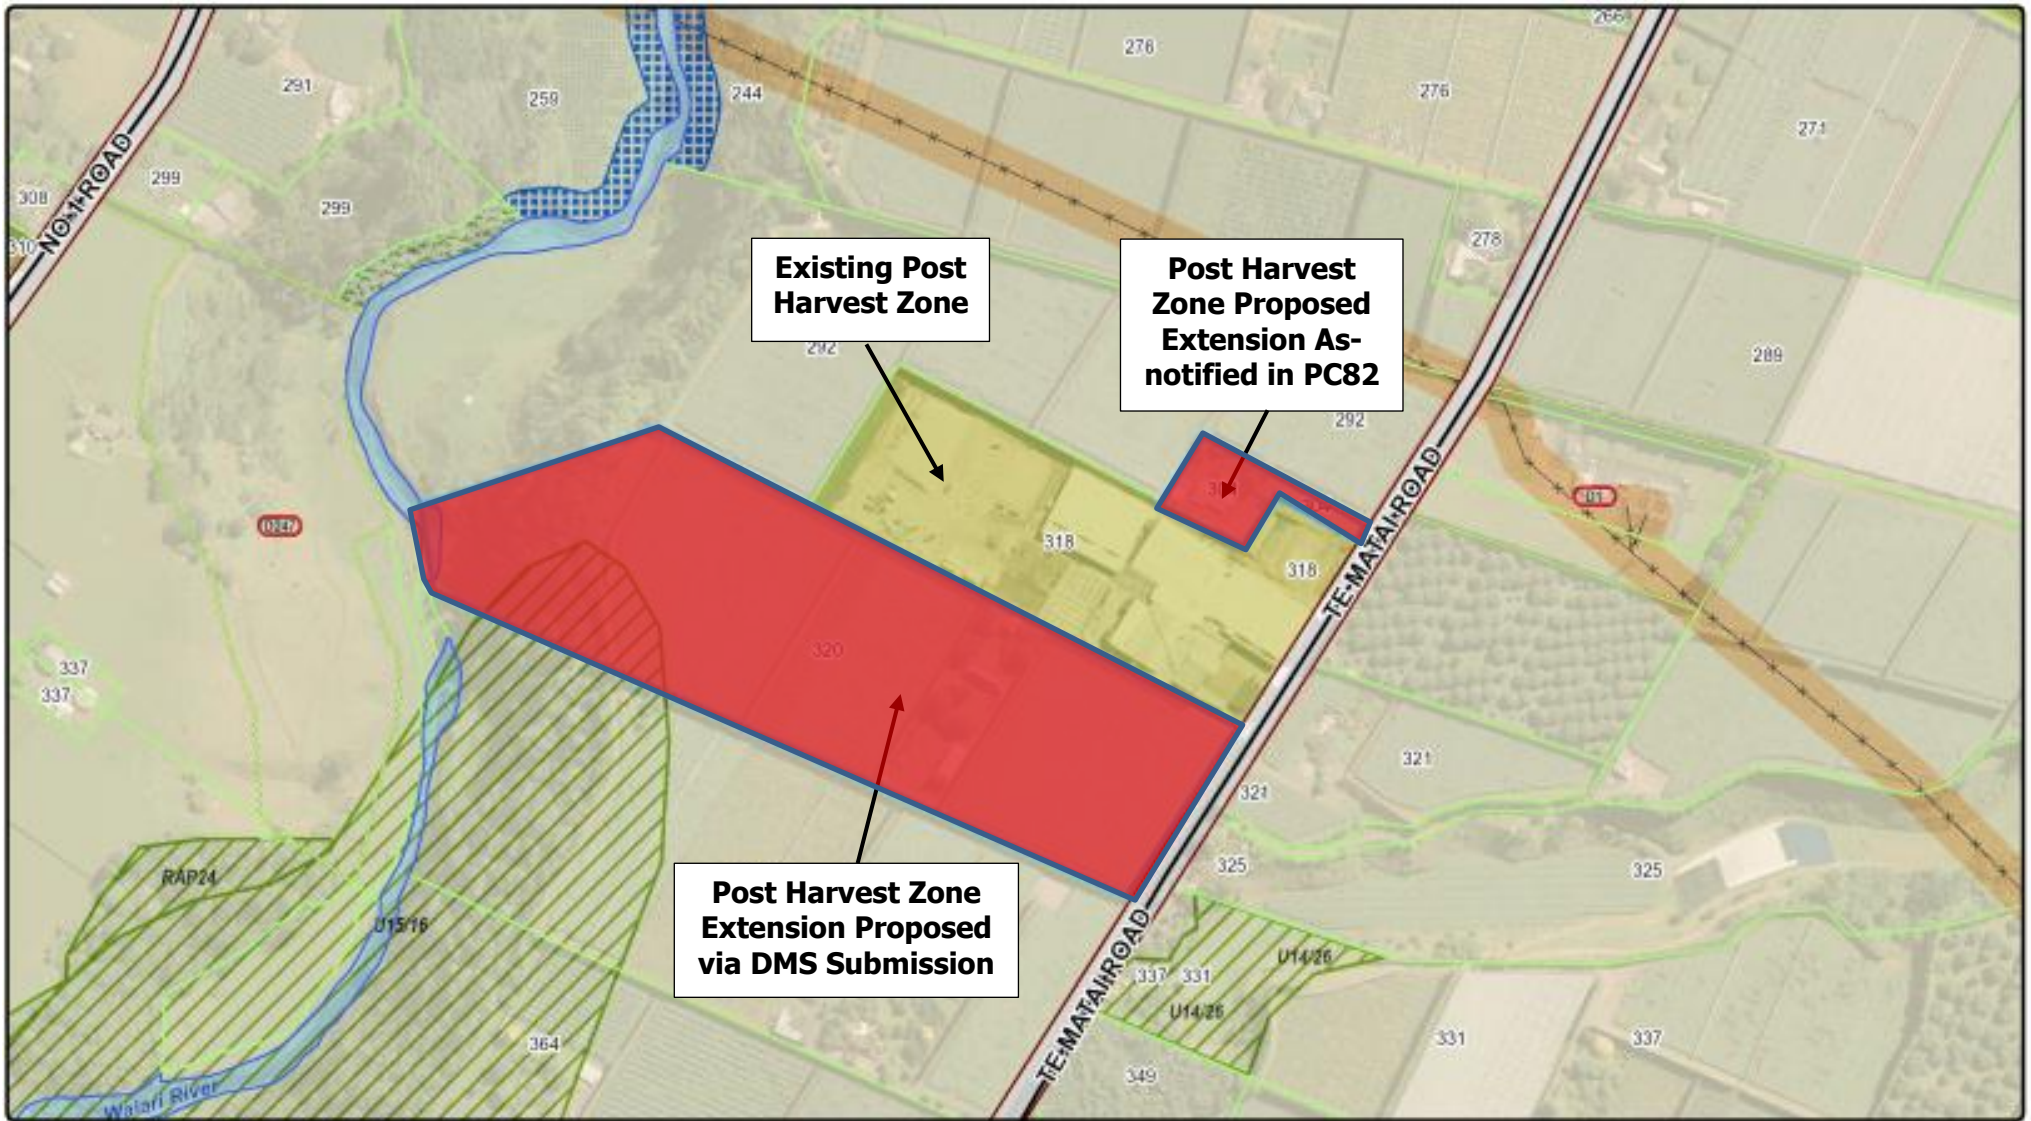 266
278
291
259
244
276
271
NO-1-ROAD
299
308
299
310
278
Existing Post
Harvest Zone
Post Harvest
Zone Proposed
Extension As-
notified in PC82
292
289
292
TE-MATAI-ROAD
U1
D247
318
318
320
337
337
321
321
325
325
Post Harvest Zone
Extension Proposed
via DMS Submission
RAP24
U15/16
U14/26
337 331
U14/26
TE-MATAI-ROAD
364
331
337
349
Waiari River